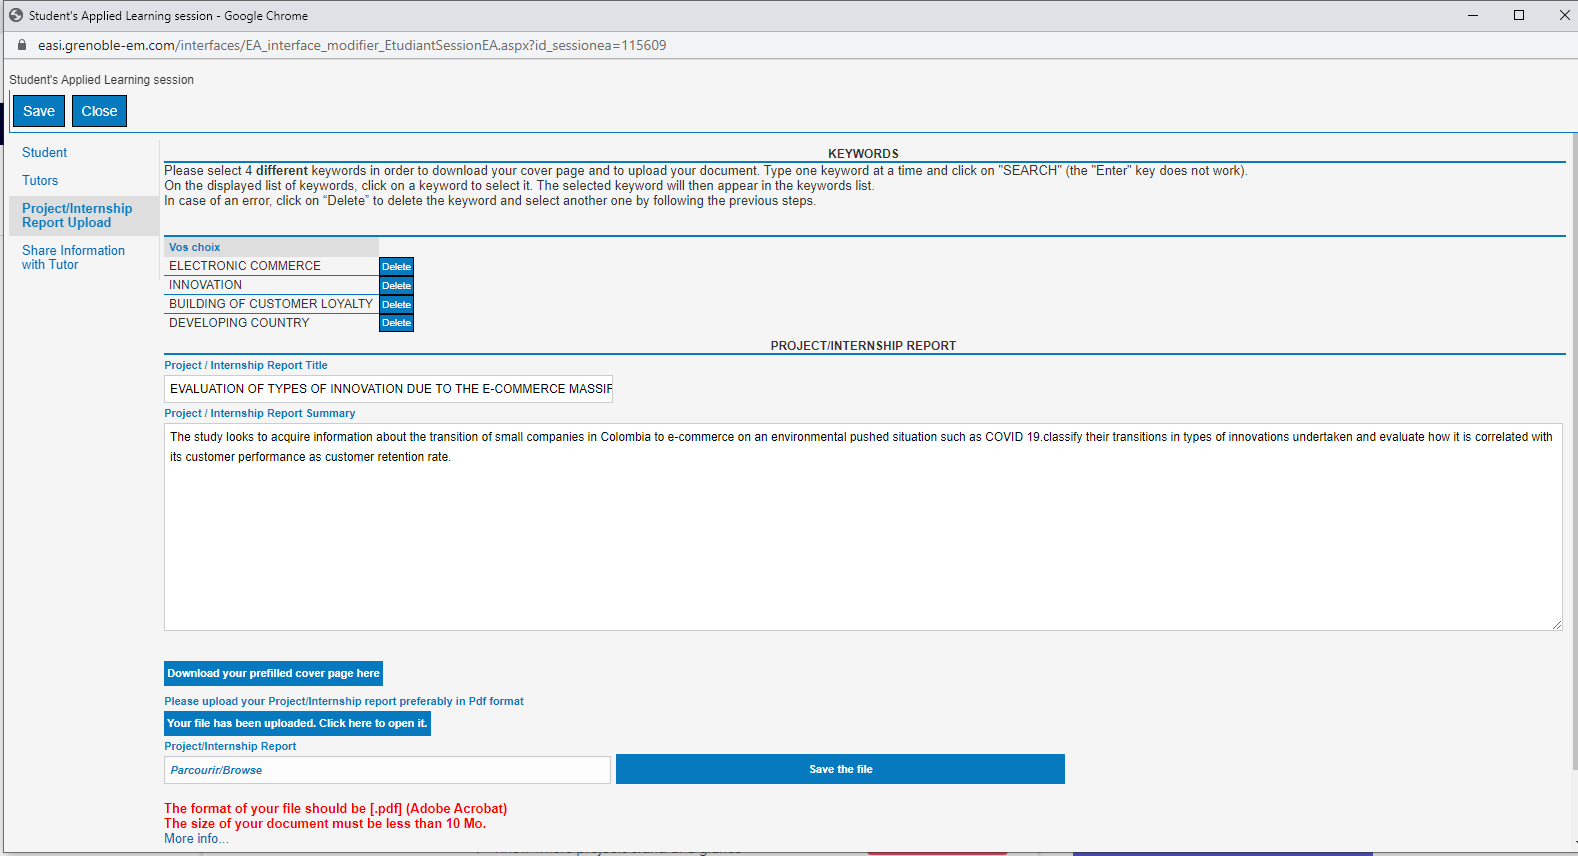 Student's Applied Learning session - Google Chrome
easi.grenoble-em.com/interfaces/EA_interface_modifier_EtudiantSessionEA.aspx?id_sessionea=115609
Student's Applied Learning session
Save Close
Student
Tutors
Project/Internship
Report Upload
Share Information
with Tutor
KEYWORDS
Please select 4 different keywords in order to download your cover page and to upload your document. Type one keyword at a time and click on "SEARCH" (the "Enter" key does not work).
On the displayed list of keywords, click on a keyword to select it. The selected keyword will then appear in the keywords list.
In case of an error, click on “Delete” to delete the keyword and select another one by following the previous steps.
Vos choix
ELECTRONIC COMMERCE Delete
INNOVATION Delete
BUILDING OF CUSTOMER LOYALTY Delete
DEVELOPING COUNTRY Delete
PROJECT/INTERNSHIP REPORT
Project / Internship Report Title
EVALUATION OF TYPES OF INNOVATION DUE TO THE E-COMMERCE MASSIF
Project / Internship Report Summary
The study looks to acquire information about the transition of small companies in Colombia to e-commerce on an environmental pushed situation such as COVID 19.classify their transitions in types of innovations undertaken and evaluate how it is correlated with
its customer performance as customer retention rate.
Download your prefilled cover page here
Please upload your Project/Internship report preferably in Pdf format
Your file has been uploaded. Click here to open it.
Project/Internship Report
Parcourir/Browse Save the file
The format of your file should be [.pdf] (Adobe Acrobat)
The size of your document must be less than 10 Mo.
More info...